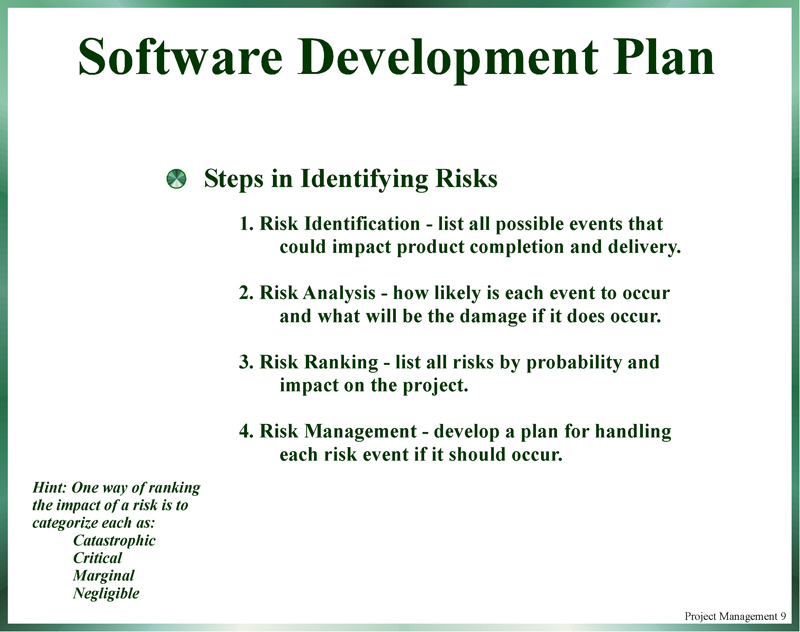 Software Development Plan
Steps in Identifying Risks
1. Risk Identification - list all possible events that
could impact product completion and delivery.
2. Risk Analysis - how likely is each event to occur
and what will be the damage if it does occur.
3. Risk Ranking - list all risks by probability and
impact on the project.
4. Risk Management - develop a plan for handling
each risk event if it should occur.
Hint: One way of ranking
the impact of a risk is to
categorize each as:
Catastrophic
Critical
Marginal
Negligible
Project Management 9